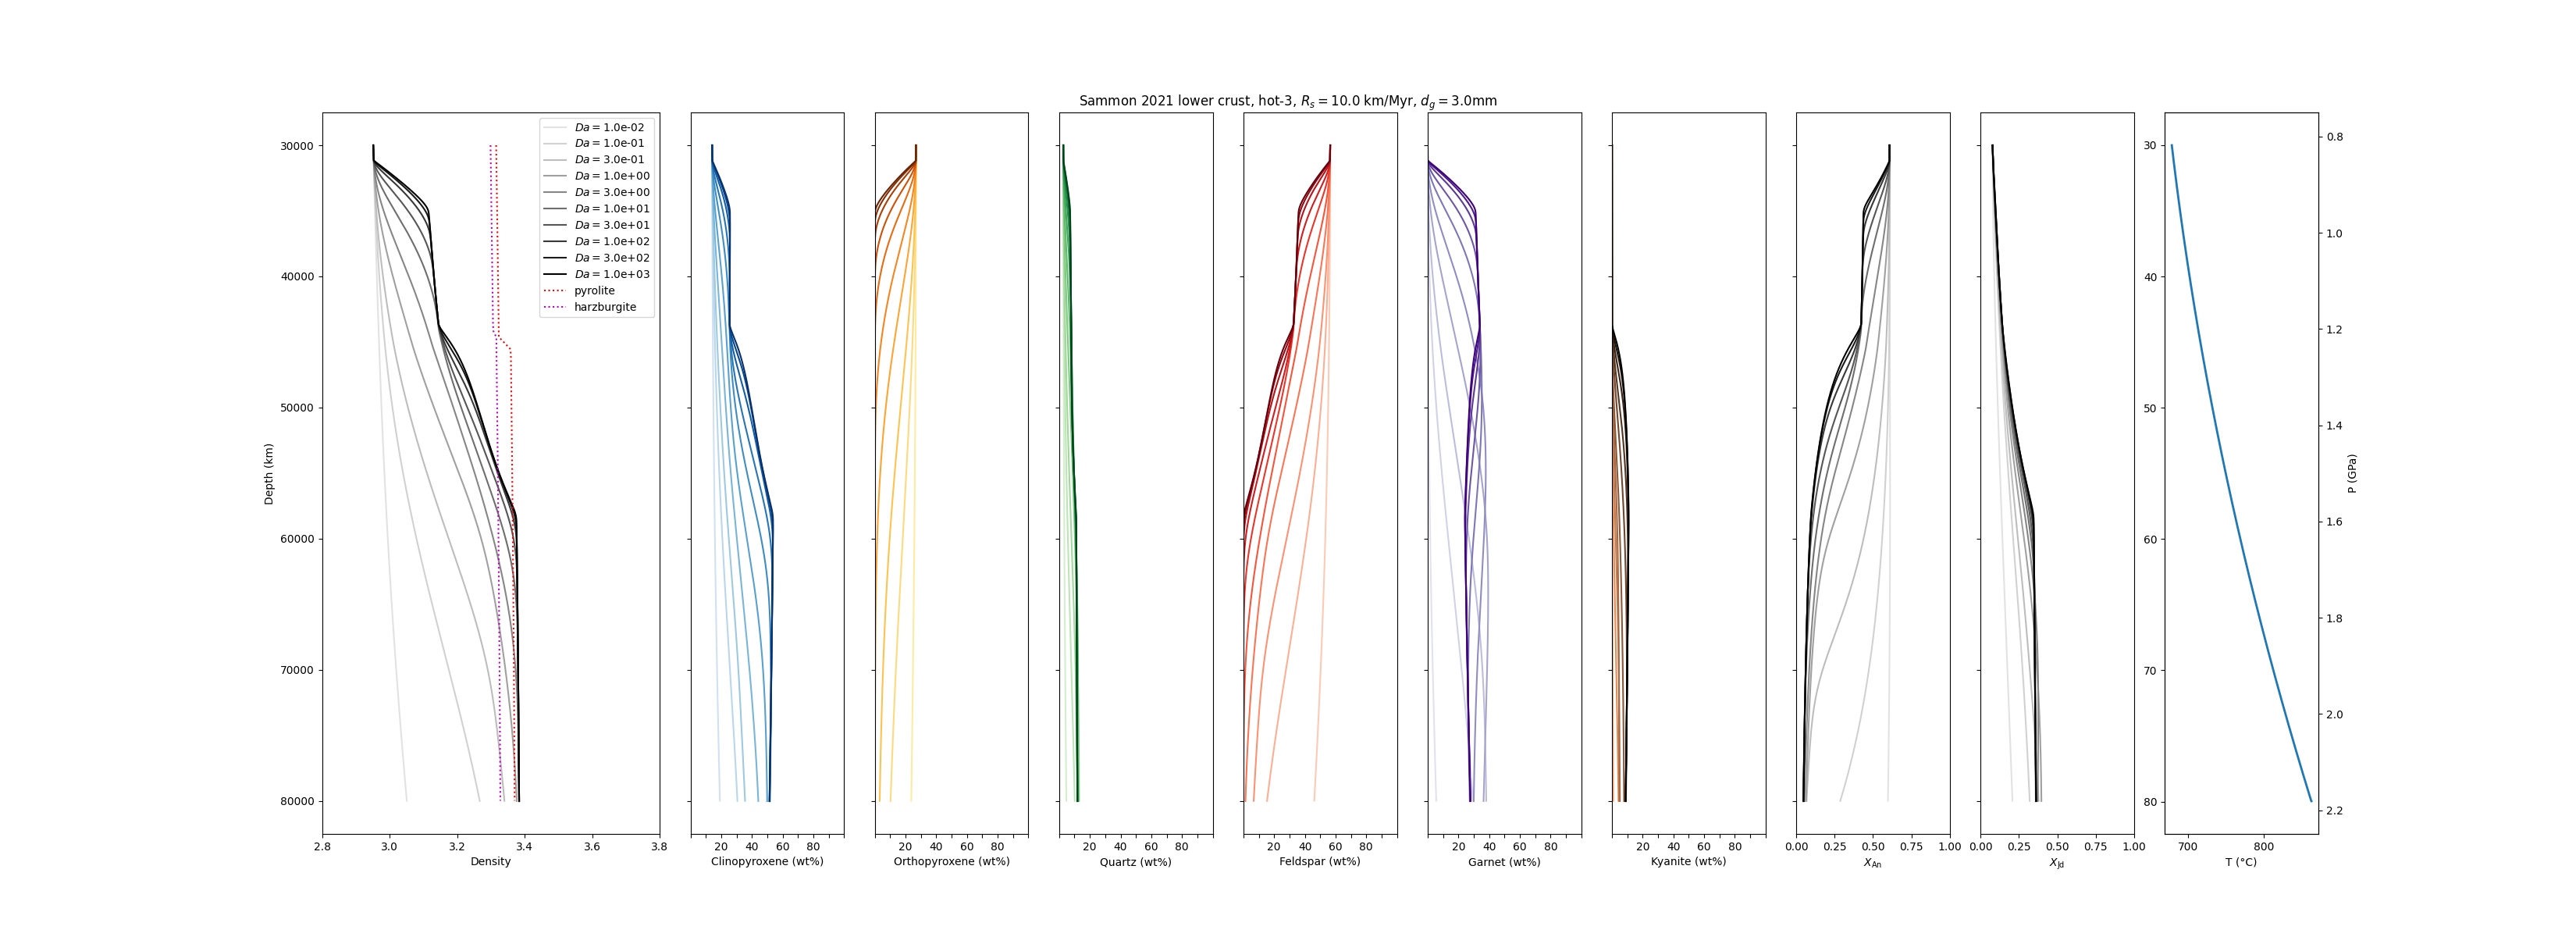 Sammon 2021 lower crust, hot-3, Rₛ = 10.0 km/Myr, d_g = 3.0mm
Da = 1.0e-02
Da = 1.0e-01
Da = 3.0e-01
Da = 1.0e+00
Da = 3.0e+00
Da = 1.0e+01
Da = 3.0e+01
Da = 1.0e+02
Da = 3.0e+02
Da = 1.0e+03
pyrolite
harzburgite
Depth (km)
30000
40000
50000
60000
70000
80000
2.8 3.0 3.2 3.4 3.6 3.8
Density
20 40 60 80
Clinopyroxene (wt%)
20 40 60 80
Orthopyroxene (wt%)
20 40 60 80
Quartz (wt%)
20 40 60 80
Feldspar (wt%)
20 40 60 80
Garnet (wt%)
20 40 60 80
Kyanite (wt%)
0.00 0.25 0.50 0.75 1.00
X_An
0.00 0.25 0.50 0.75 1.00
X_Jd
30
40
50
60
70
80
700 800
T (°C)
0.8
1.0
1.2
1.4
1.6
1.8
2.0
2.2
P (GPa)